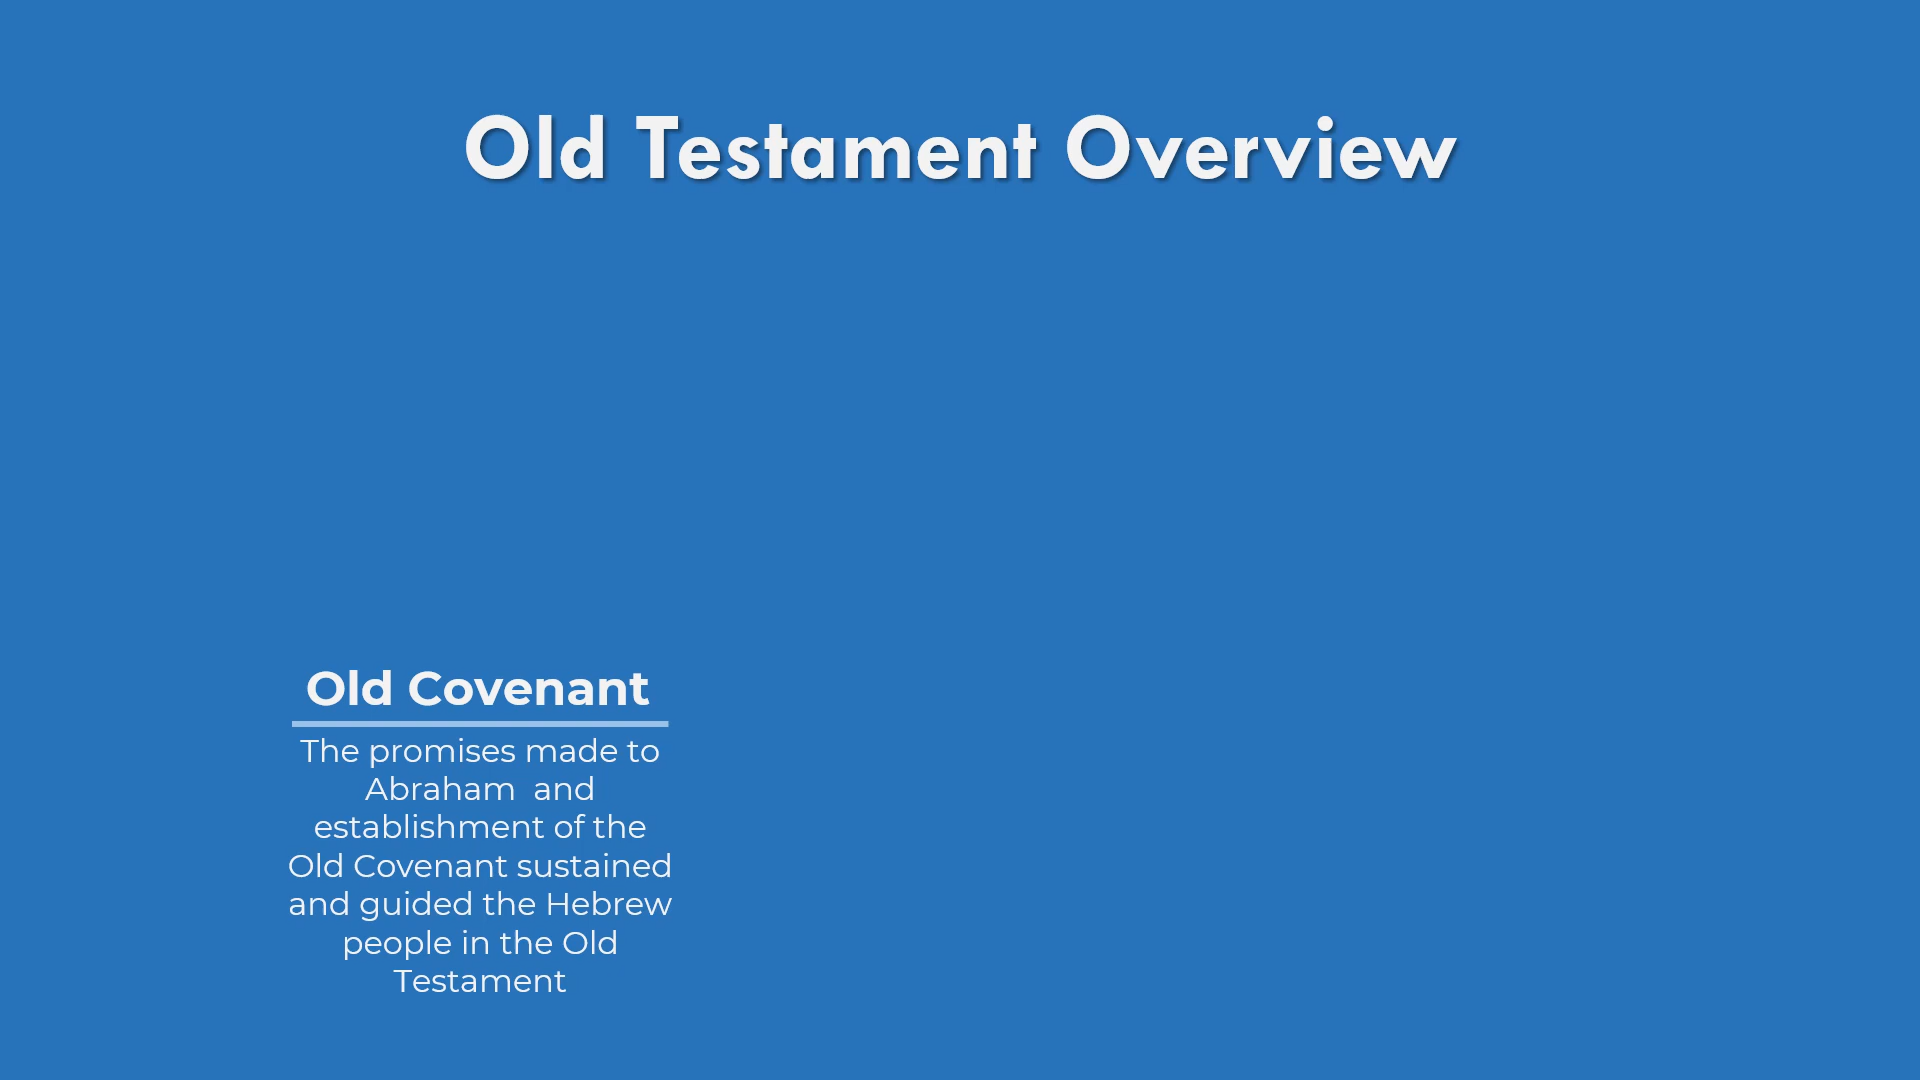 Old Testament Overview
Old Covenant
The promises made to
Abraham  and
establishment of the
Old Covenant sustained
and guided the Hebrew
people in the Old
Testament